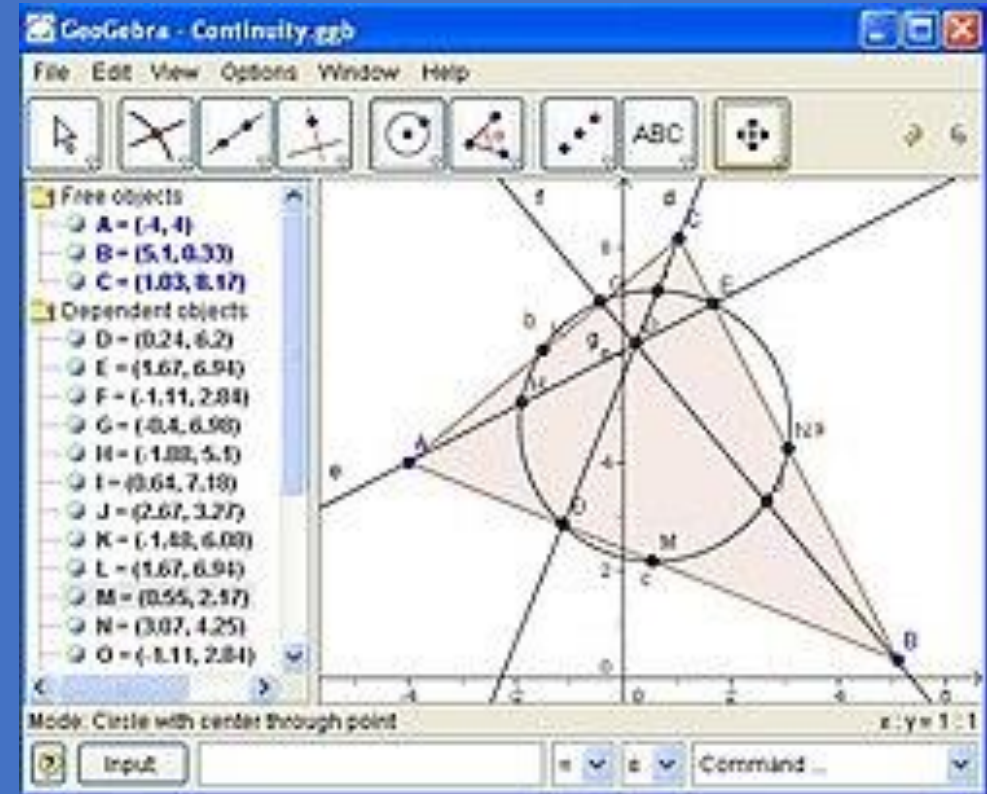 GeoGebra - Continuity.ggb
File Edit View Options Window Help
ABC
Free objects
A = (-4, 4)
B = (5.1, 0.33)
C = (1.03, 8.17)
Dependent objects
D = (0.24, 6.2)
E = (1.67, 6.94)
F = (-1.11, 2.84)
G = (-0.4, 6.98)
H = (-1.88, 5.1)
I = (0.64, 7.18)
J = (2.67, 3.27)
K = (-1.48, 6.08)
L = (1.67, 6.94)
M = (0.55, 2.17)
N = (3.07, 4.25)
O = (-1.11, 2.84)
f
d
C
E
b
g
A
e
M
c
B
2
0
Mode: Circle with center through point
x : y = 1 : 1
Input
=
Command ...